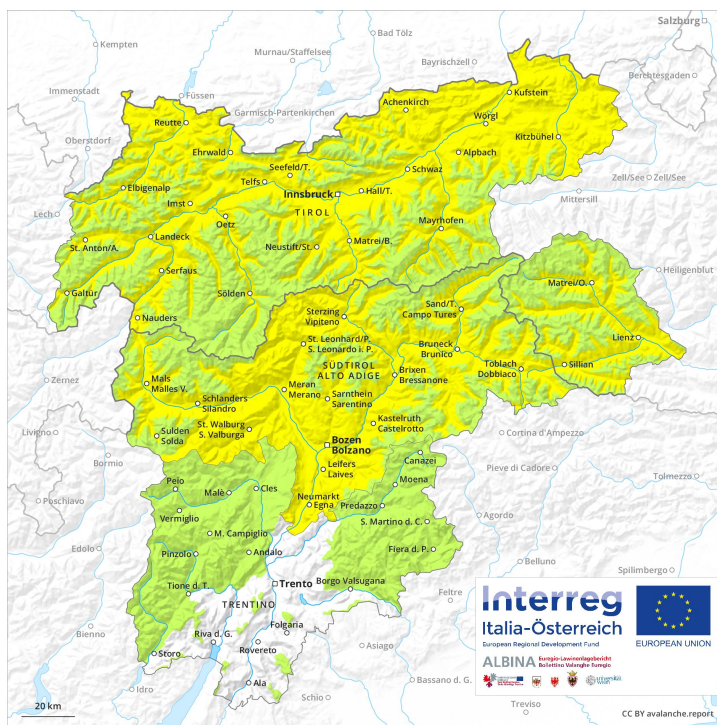 Salzburg
Kempten
Bad Tölz
Murnau/Staffelsee
Bayrischzell
Berchtesgaden
Immenstadt
Füssen
Garmisch-Partenkirchen
Achenkirch
Kufstein
Wörgl
Reutte
Oberstdorf
Ehrwald
Kitzbühel
Alpbach
Seefeld/T.
Telfs
Schwaz
Zell/See
Zell/See
Elbigenalp
Innsbruck
Hall/T.
Mittersill
Imst
TIROL
Lech
Oetz
Mayrhofen
St. Anton/A.
Landeck
Neustift/St.
Matrei/B.
Serfaus
Heiligenblut
Galtür
Sölden
Matrei/O.
Nauders
Sterzing
Vipiteno
Sand/T.
Campo Tures
St. Leonhard/P.
S. Leonardo i. P.
Lienz
Bruneck
Brunico
SÜDTIROL
ALTO ADIGE
Toblach
Dobbiaco
Sillian
Zernez
Mals
Malles V.
Meran
Merano
Brixen
Bressanone
Schlanders
Silandro
Sarnthein
Sarentino
St. Walburg
S. Valburga
Kastelruth
Castelrotto
Livigno
Sulden
Solda
Bozen
Bolzano
Cortina d'Ampezzo
Bormio
Canazei
Leifers
Laives
Pieve di Cadore
Tolmezzo
Peio
Malè
Cles
Moena
Poschiavo
Neumarkt
Egna
Predazzo
Vermiglio
S. Martino d. C.
Agordo
M. Campiglio
Edolo
Pinzolo
Andalo
Fiera d. P.
Belluno
Spilimbergo
Tione d. T.
Trento
Borgo Valsugana
Feltre
TRENTINO
Bienno
Folgaria
Riva d. G.
Rovereto
Asiago
Storo
Ala
Bassano d. G.
Idro
Schio
Treviso
20 km
Interreg
Italia-Österreich
European Regional Development Fund
EUROPEAN UNION
ALBINA
Euregio-Lawinenlagebericht
Bollettino Valanghe Euregio
CC BY avalanche.report